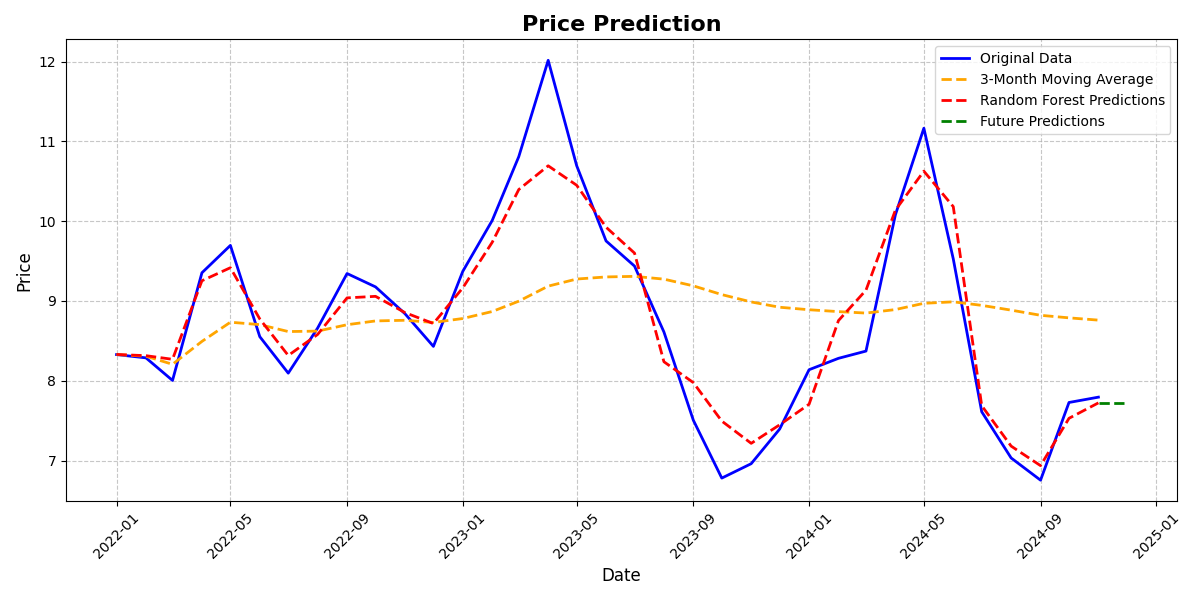 Price Prediction
Original Data
3-Month Moving Average
Random Forest Predictions
Future Predictions
Price
12
11
10
9
8
7
2022-01
2022-05
2022-09
2023-01
2023-05
2023-09
2024-01
2024-05
2024-09
2025-01
Date